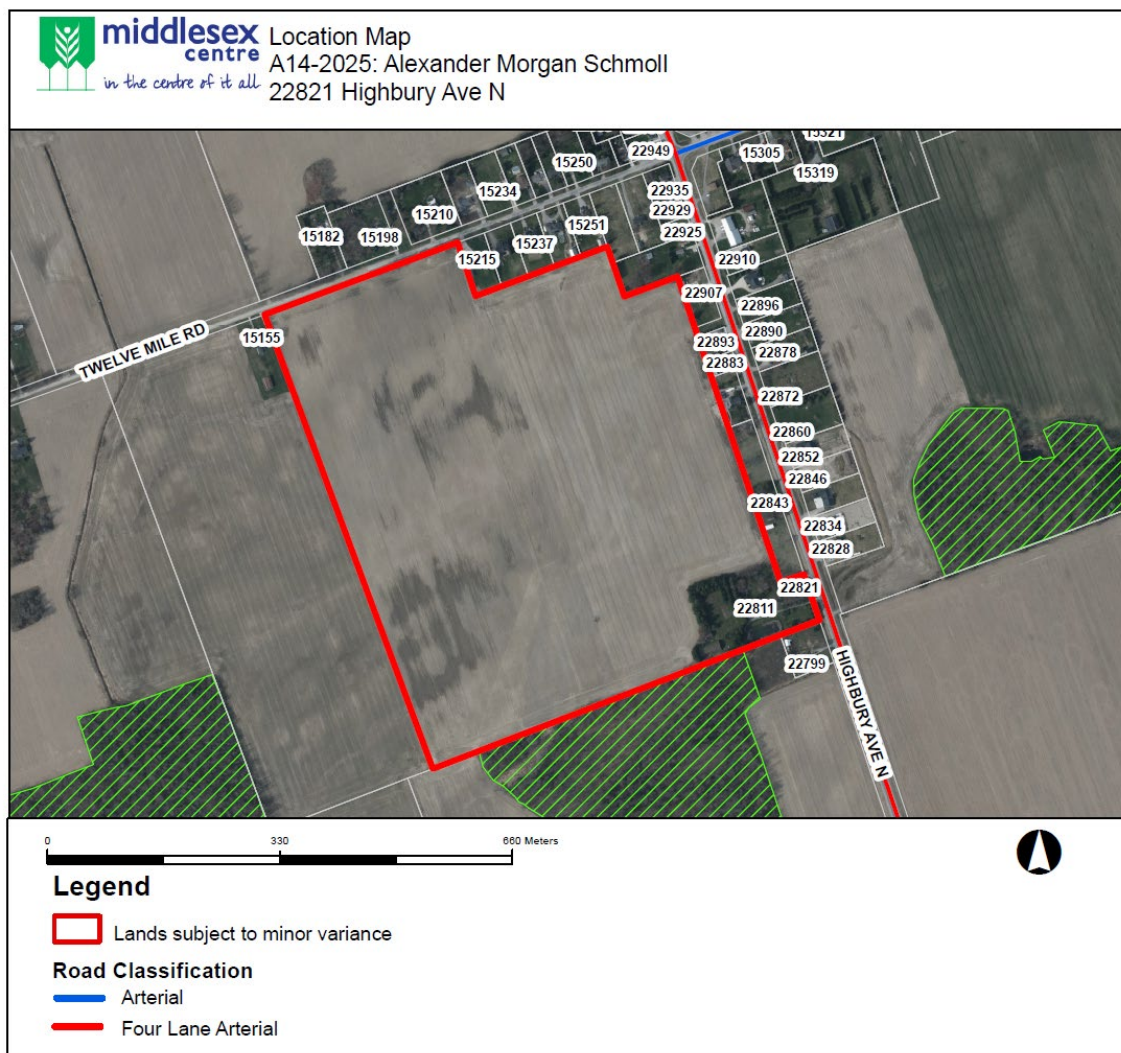 middlesex
centre
in the centre of it all
Location Map
A14-2025: Alexander Morgan Schmoll
22821 Highbury Ave N
22949
15305
15321
15250
15319
15234
22935
15210
22929
15182
15198
15251
22925
15237
15215
22910
22907
22896
15155
22890
TWELVE MILE RD
22893
22878
22883
22872
22860
22852
22846
22843
22834
22828
22821
22811
22799
HIGHBURY AVE N
0 330 660 Meters
Legend
Lands subject to minor variance
Road Classification
Arterial
Four Lane Arterial